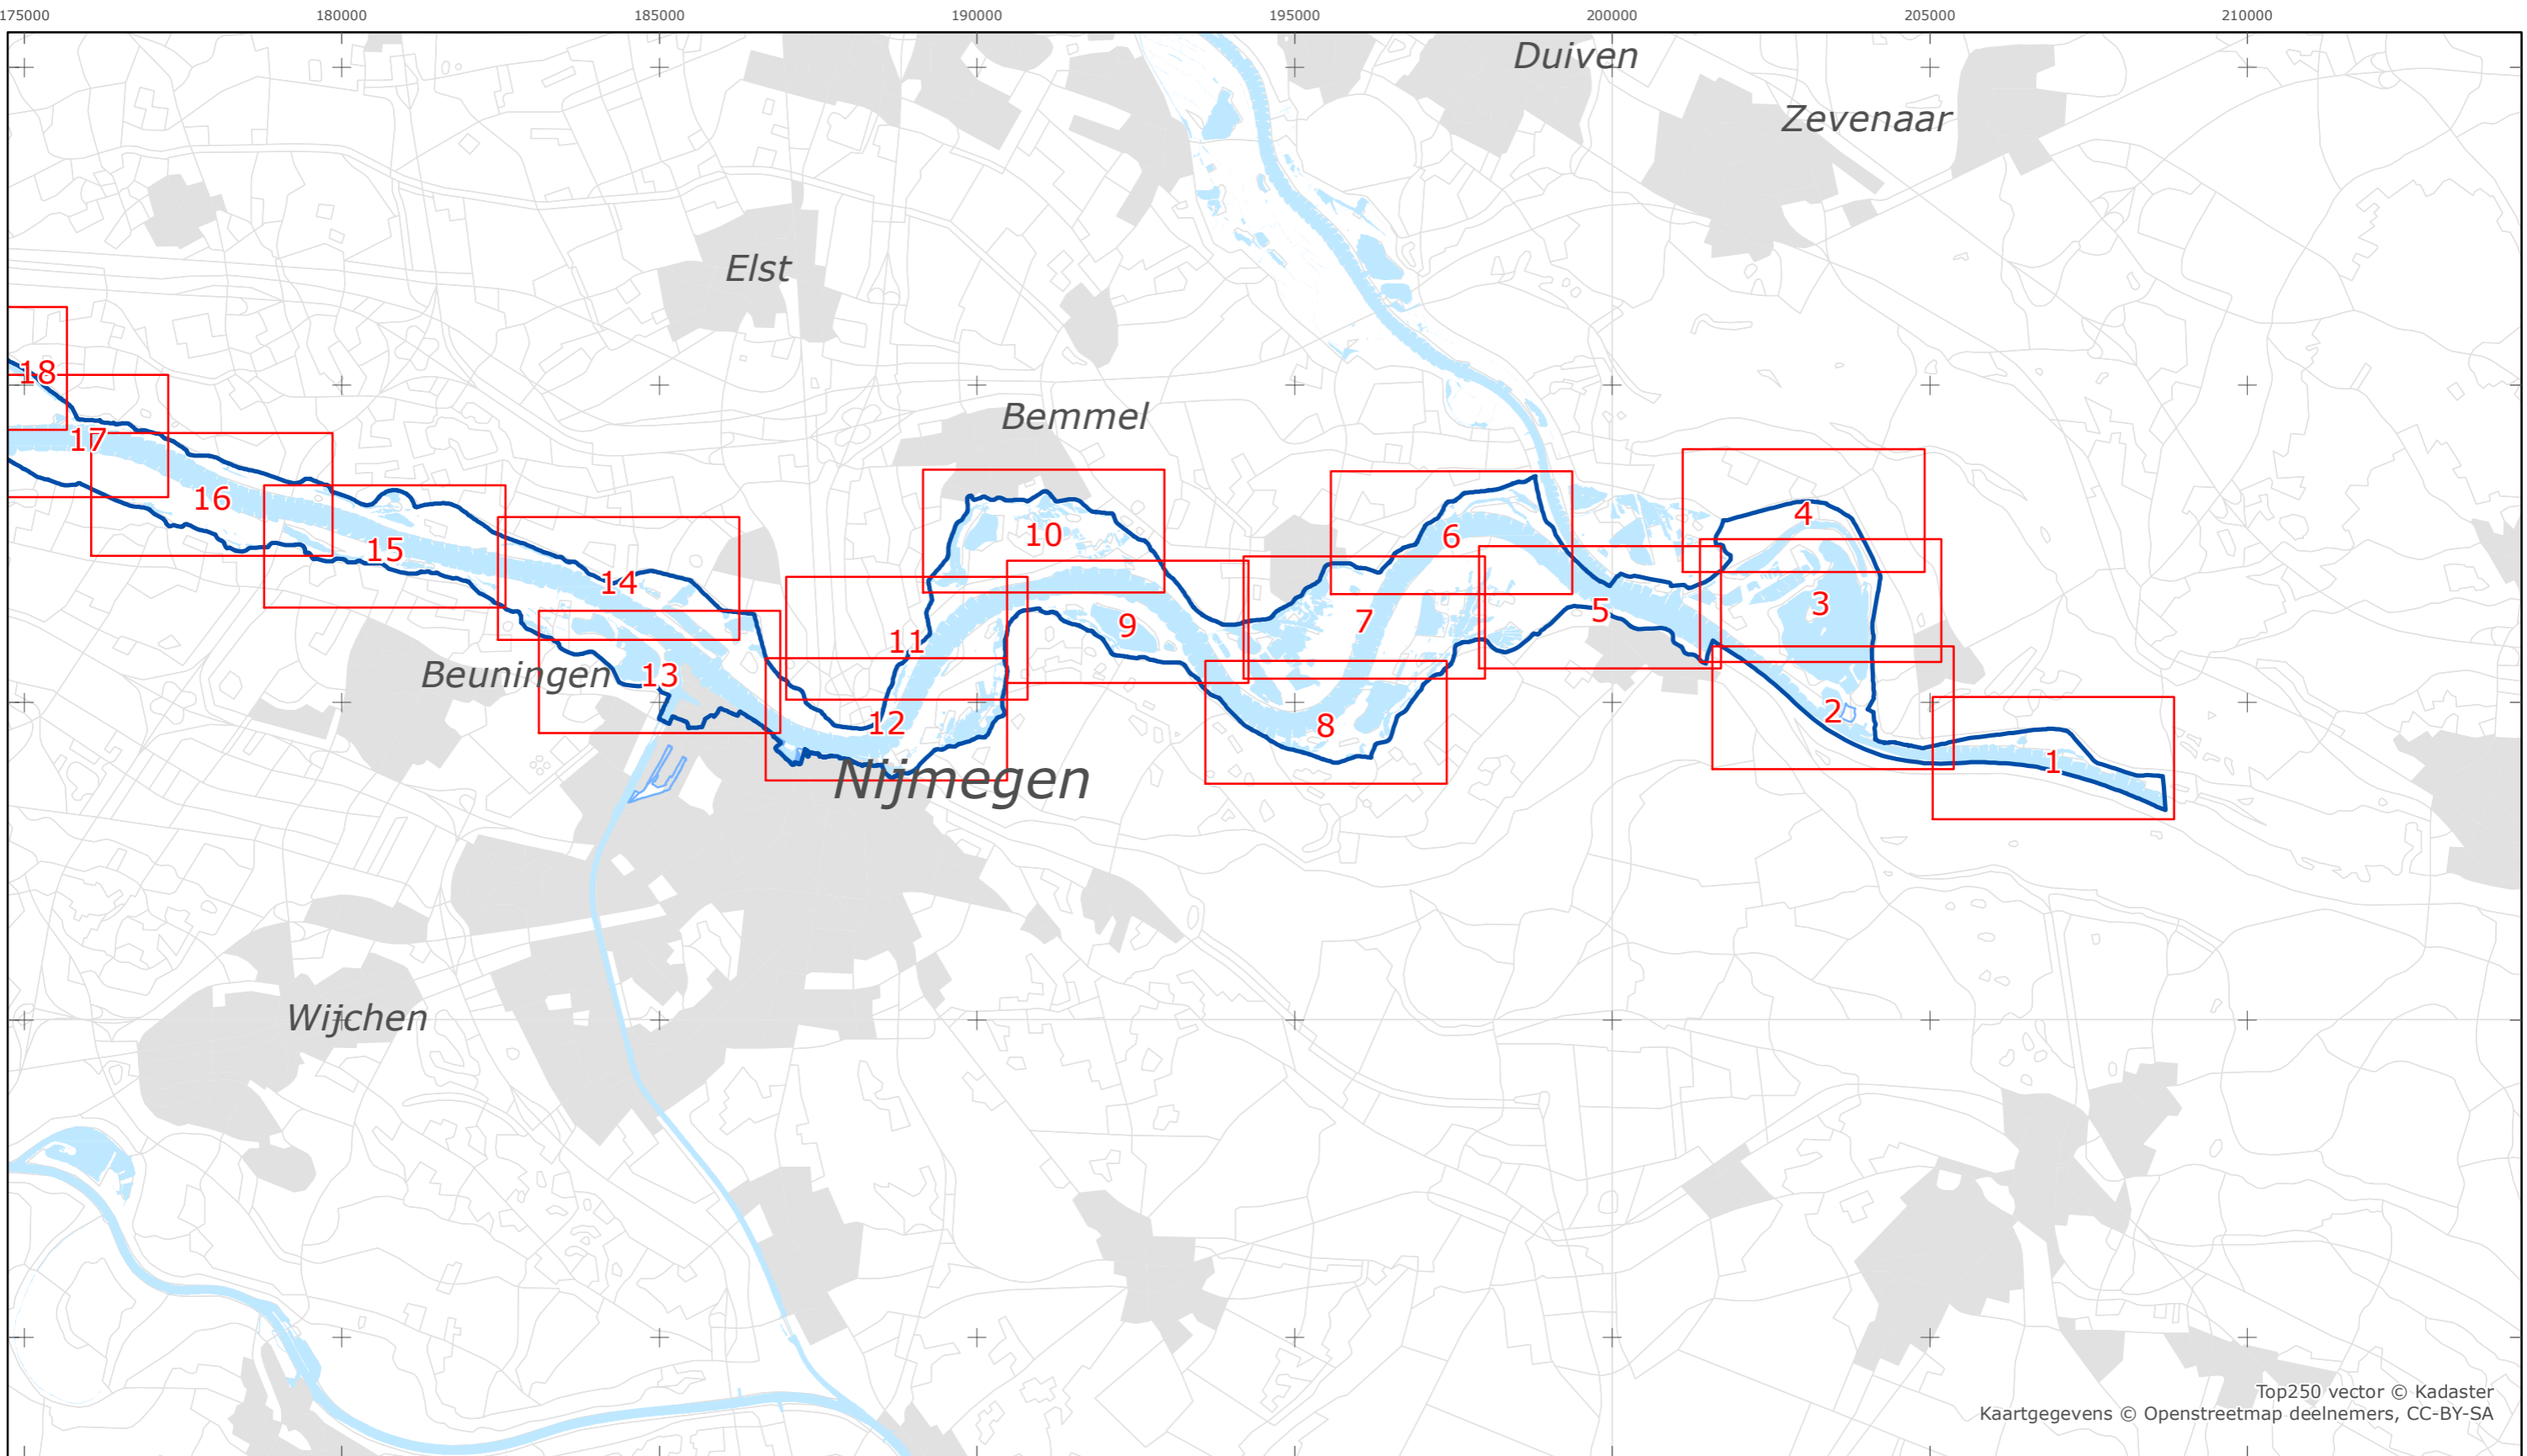 175000 180000 185000 190000 195000 200000 205000 210000
Duiven
Zevenaar
Elst
18
Bemmel
17
16
4
10
6
15
14
3
5
7
9
11
Beuningen
13
2
12
8
1
Nijmegen
Wijchen
Top250 vector © Kadaster
Kaartgegevens © Openstreetmap deelnemers, CC-BY-SA